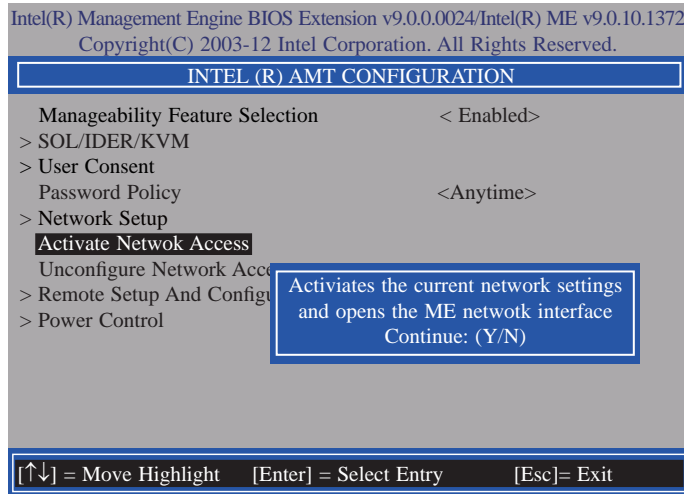 Intel(R) Management Engine BIOS Extension v9.0.0.0024/Intel(R) ME v9.0.10.1372
Copyright(C) 2003-12 Intel Corporation. All Rights Reserved.
INTEL (R) AMT CONFIGURATION
Manageability Feature Selection < Enabled>
> SOL/IDER/KVM
> User Consent
Password Policy <Anytime>
> Network Setup
Activate Netwok Access
Unconfigure Network Acce
> Remote Setup And Configu
> Power Control
Activiates the current network settings
and opens the ME netwotk interface
Continue: (Y/N)
[↑↓] = Move Highlight [Enter] = Select Entry [Esc]= Exit